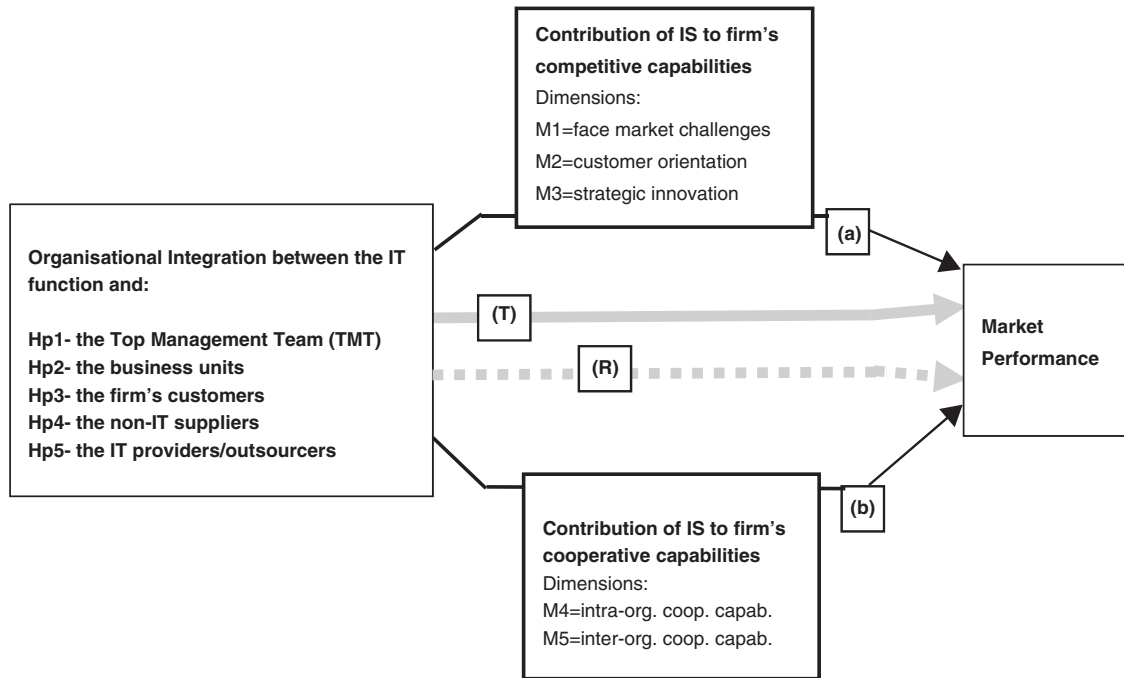 Contribution of IS to firm's
competitive capabilities
Dimensions:
M1=face market challenges
M2=customer orientation
M3=strategic innovation
(a)
Organisational Integration between the IT
function and:
Hp1- the Top Management Team (TMT)
Hp2- the business units
Hp3- the firm's customers
Hp4- the non-IT suppliers
Hp5- the IT providers/outsourcers
(T)
(R)
Market
Performance
(b)
Contribution of IS to firm's
cooperative capabilities
Dimensions:
M4=intra-org. coop. capab.
M5=inter-org. coop. capab.